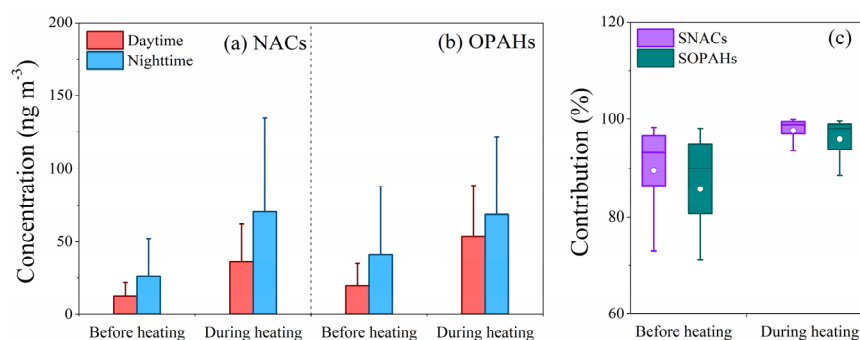 200
150
100
50
0
Concentration (ng m⁻³)
Daytime
Nighttime
(a) NACs
(b) OPAHs
Before heating
During heating
Before heating
During heating
120
100
80
60
Contribution (%)
SNACs
SOPAHs
(c)
Before heating
During heating